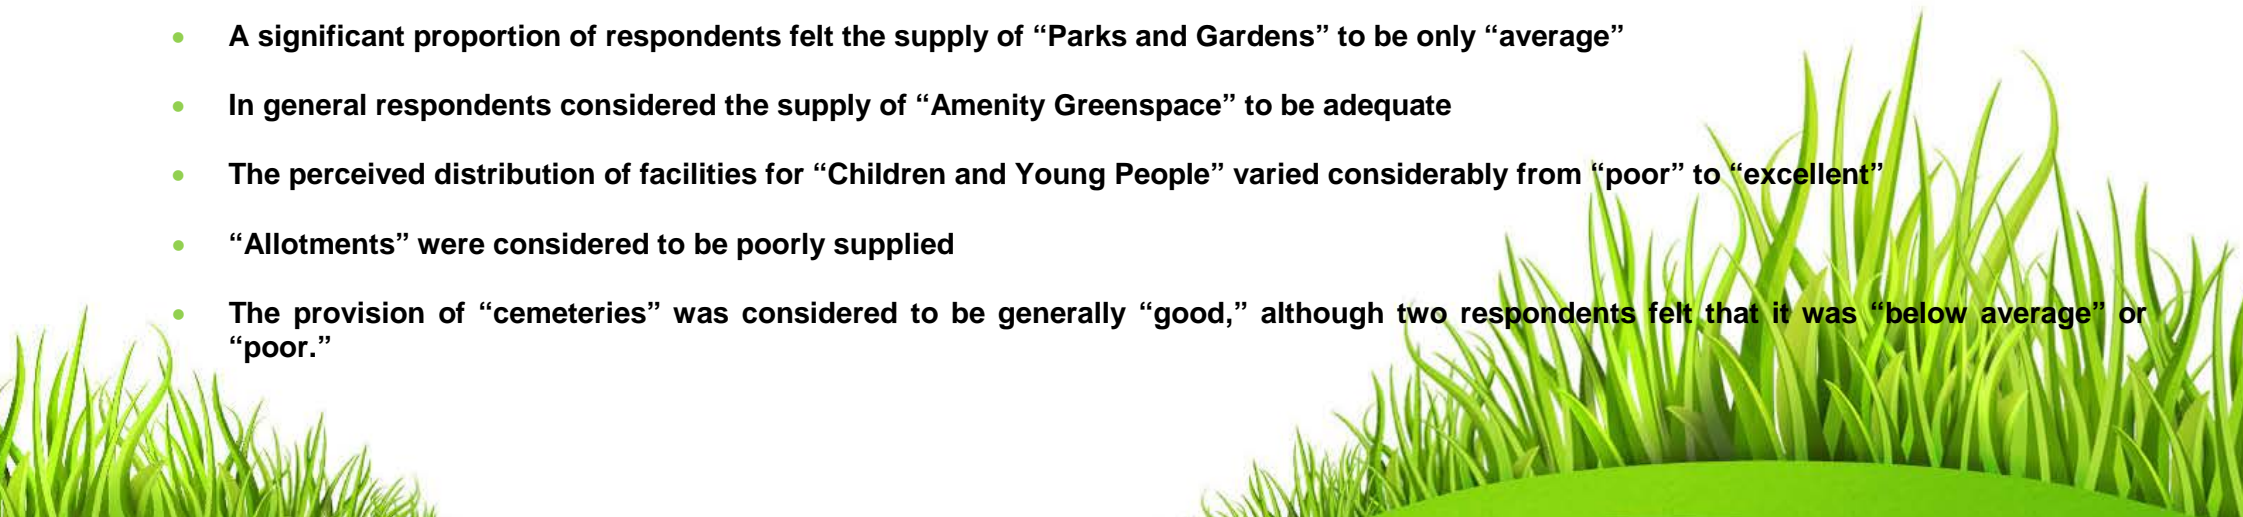 • A significant proportion of respondents felt the supply of “Parks and Gardens” to be only “average”
• In general respondents considered the supply of “Amenity Greenspace” to be adequate
• The perceived distribution of facilities for “Children and Young People” varied considerably from “poor” to “excellent”
• “Allotments” were considered to be poorly supplied
• The provision of “cemeteries” was considered to be generally “good,” although two respondents felt that it was “below average” or
“poor.”